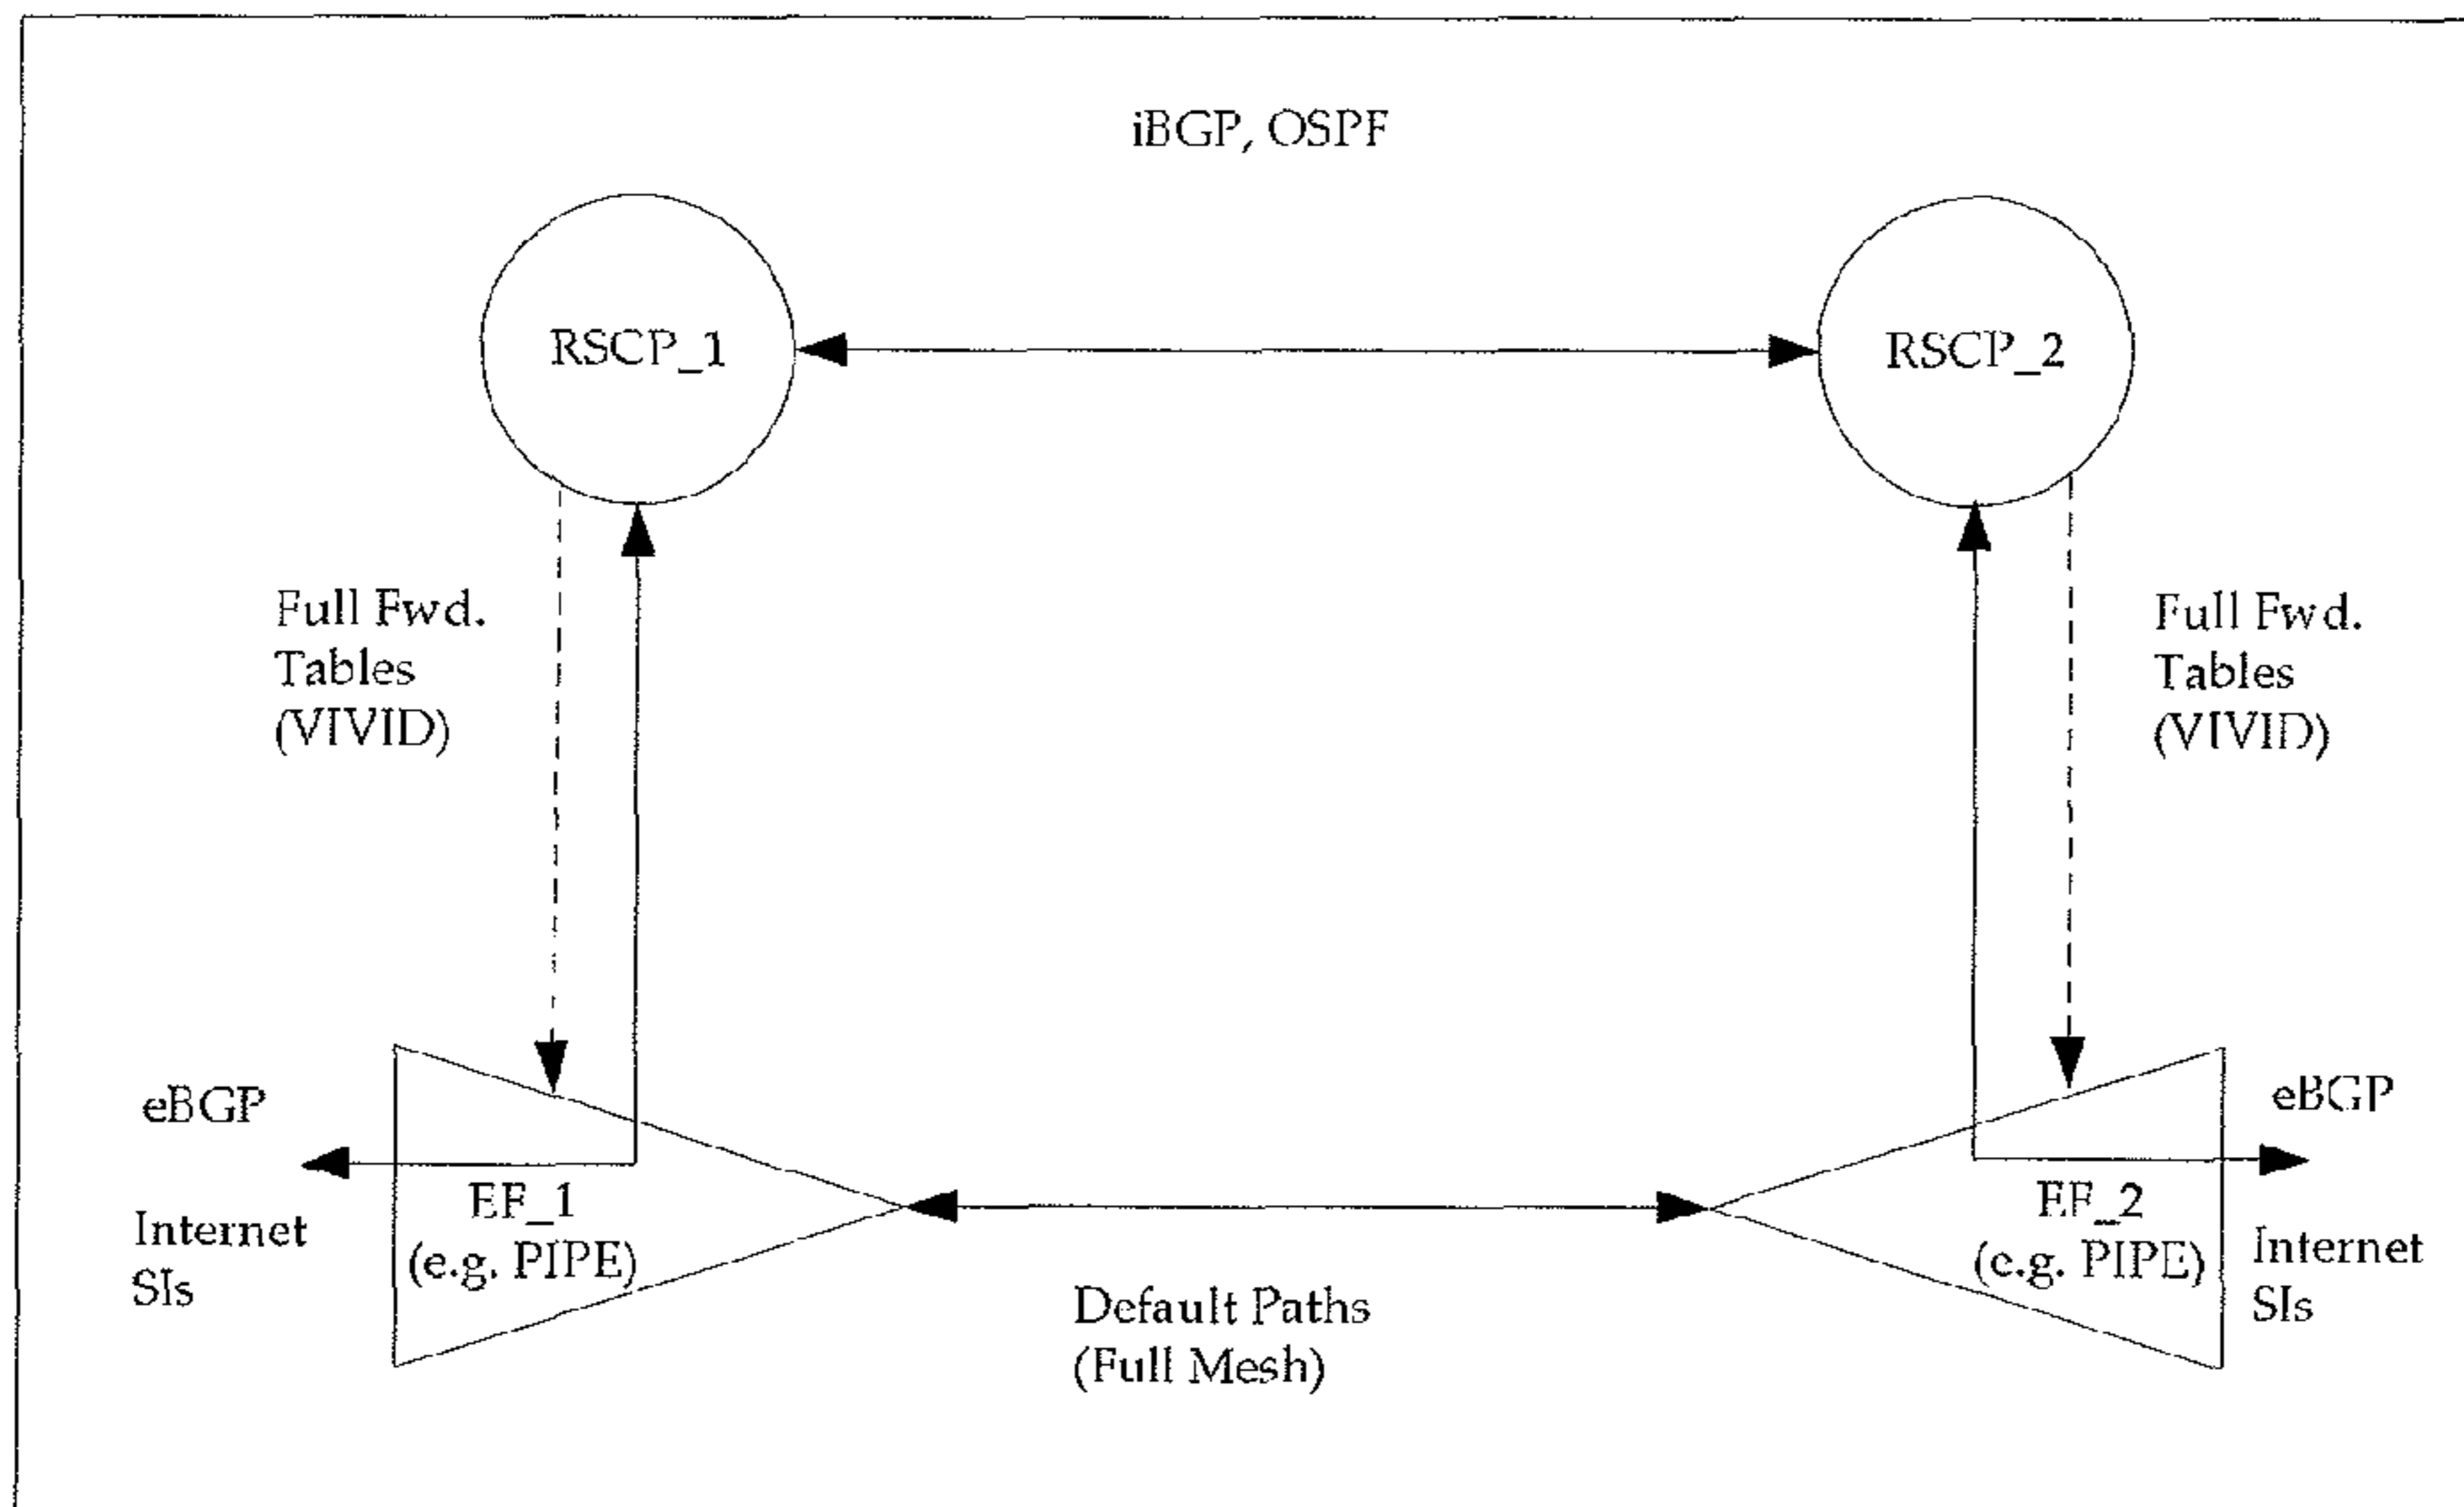 iBGP, OSPF
RSCP_1
RSCP_2
Full Fwd.
Tables
(VIVID)
Full Fwd.
Tables
(VIVID)
eBGP
eBGP
EF_1
(e.g. PIPE)
EF_2
(e.g. PIPE)
Internet
SIs
Internet
SIs
Default Paths
(Full Mesh)